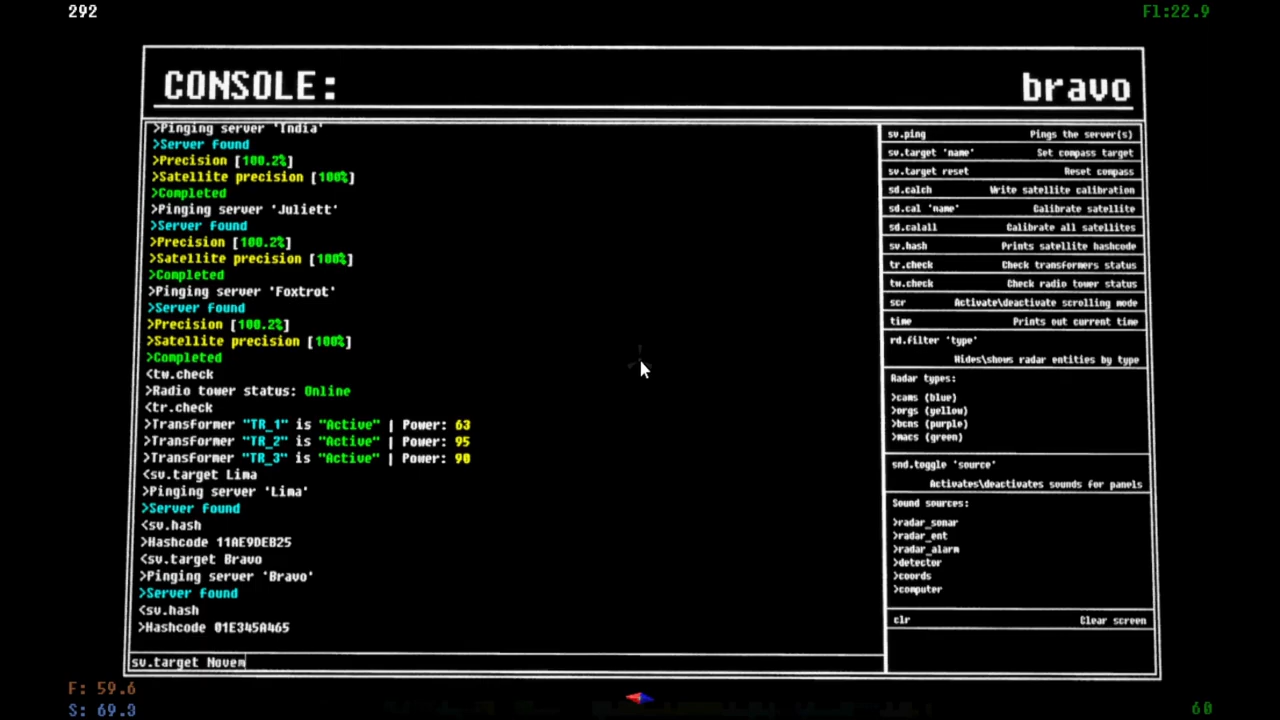 292
F1:22.9
CONSOLE:
bravo
>Pinging server 'India'
>Server found
>Precision [100.2%]
>Satellite precision [100%]
>Completed
>Pinging server 'Juliett'
>Server found
>Precision [100.2%]
>Satellite precision [100%]
>Completed
>Pinging server 'Foxtrot'
>Server found
>Precision [100.2%]
>Satellite precision [100%]
>Completed
<tw.check
>Radio tower status: Online
<tr.check
>Transformer "TR_1" is "Active" | Power: 63
>Transformer "TR_2" is "Active" | Power: 95
>Transformer "TR_3" is "Active" | Power: 90
<sv.target Lima
>Pinging server 'Lima'
>Server found
<sv.hash
>Hashcode 11AE9DEB25
<sv.target Bravo
>Pinging server 'Bravo'
>Server found
<sv.hash
>Hashcode 01E345A465
sv.target Novem
sv.ping Pings the server(s)
sv.target 'name' Set compass target
sv.target reset Reset compass
sd.calch Write satellite calibration
sd.cal 'name' Calibrate satellite
sd.calall Calibrate all satellites
sv.hash Prints satellite hashcode
tr.check Check transformers status
tw.check Check radio tower status
scr Activate\deactivate scrolling mode
time Prints out current time
rd.filter 'type'
Hides\shows radar entities by type
Radar types:
>cams (blue)
>orgs (yellow)
>bcns (purple)
>macs (green)
snd.toggle 'source'
Activates\deactivates sounds for panels
Sound sources:
>radar_sonar
>radar_ent
>radar_alarm
>detector
>coords
>computer
clr Clear screen
F: 59.6
S: 69.3
60